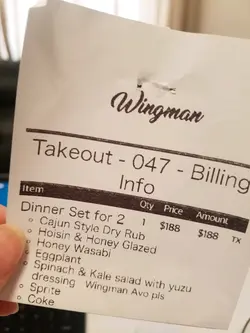 Wingman
Takeout - 047 - Billing
Info
Item Qty Price Amount
Dinner Set for 2 1 $188 $188 TX
Cajun Style Dry Rub
Hoisin & Honey Glazed
Honey Wasabi
Eggplant
Spinach & Kale salad with yuzu
dressing Wingman Avo pls
Sprite
Coke